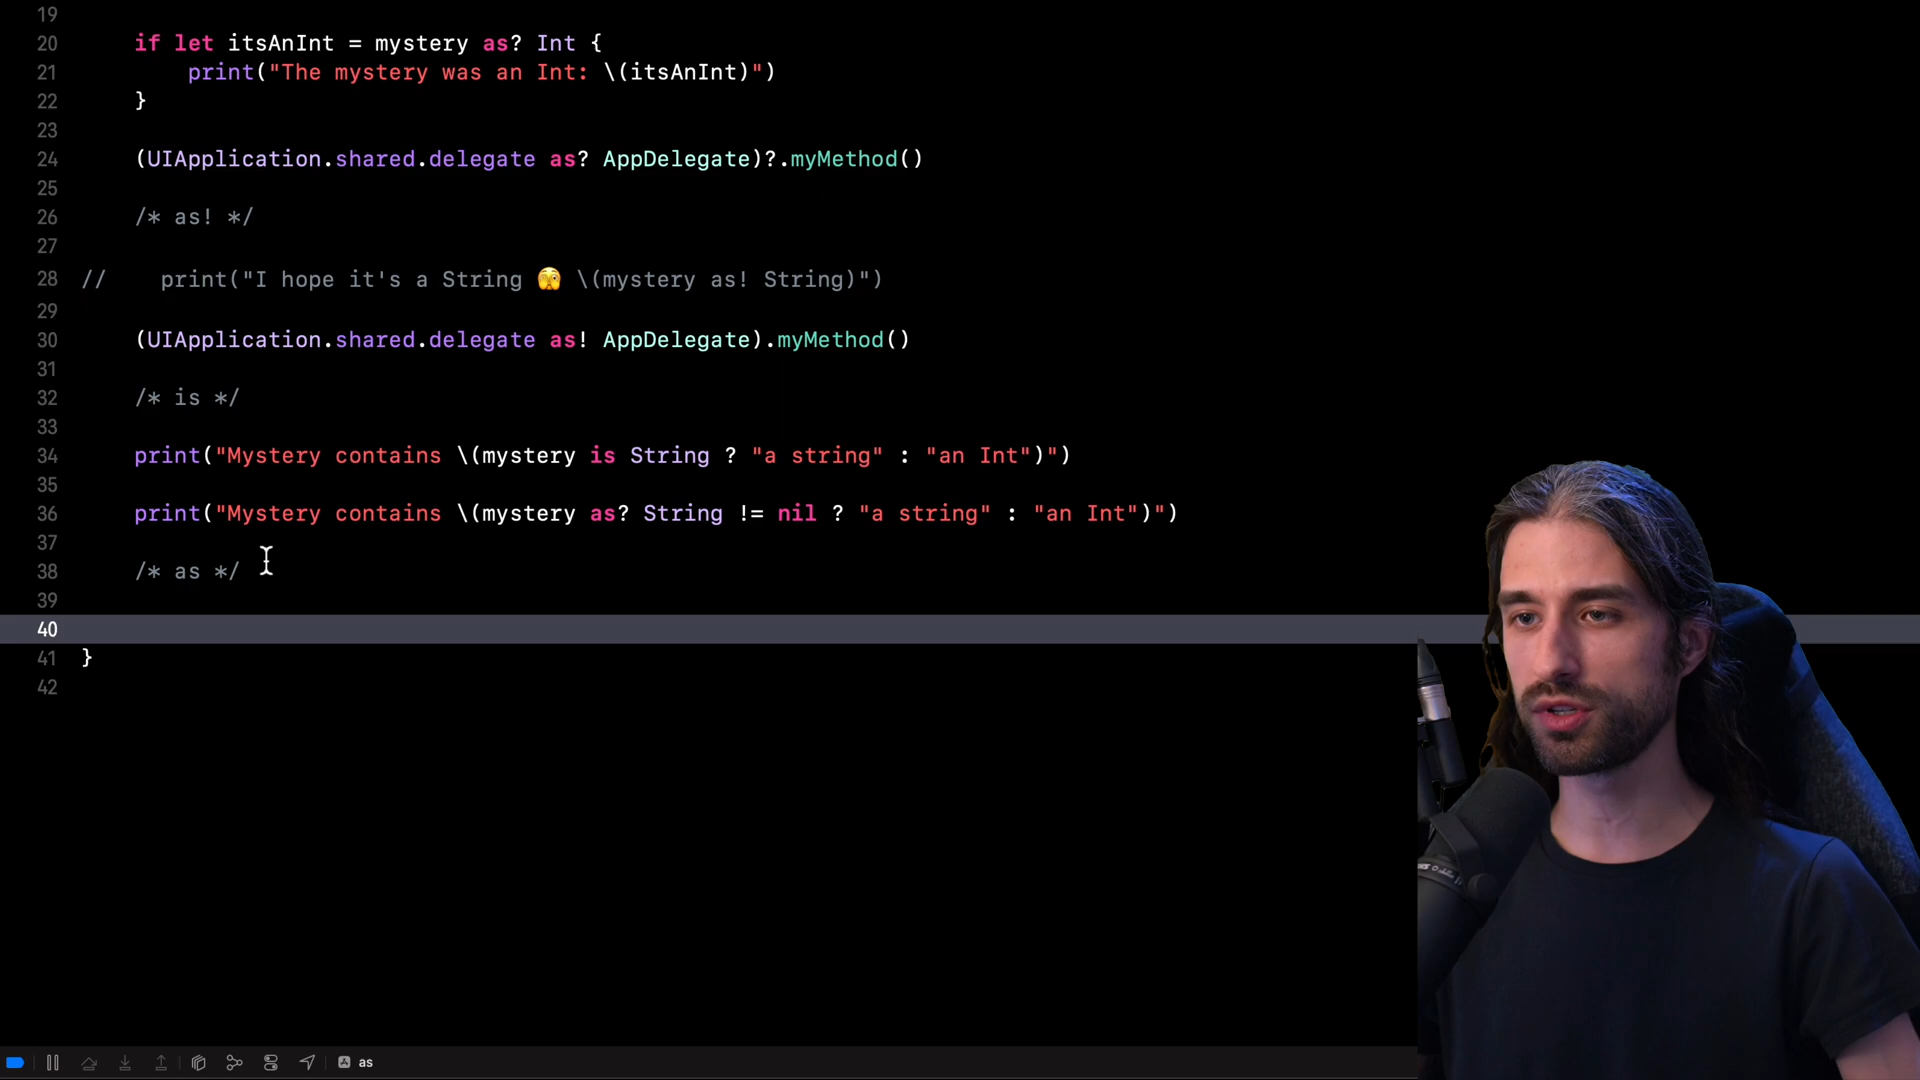 19
20 if let itsAnInt = mystery as? Int {
21 print("The mystery was an Int: \(itsAnInt)")
22 }
23
24 (UIApplication.shared.delegate as? AppDelegate)?.myMethod()
25
26 /* as! */
27
28 // print("I hope it's a String 🫣 \(mystery as! String)")
29
30 (UIApplication.shared.delegate as! AppDelegate).myMethod()
31
32 /* is */
33
34 print("Mystery contains \(mystery is String ? "a string" : "an Int")")
35
36 print("Mystery contains \(mystery as? String != nil ? "a string" : "an Int")")
37
38 /* as */
39
40
41 }
42
as